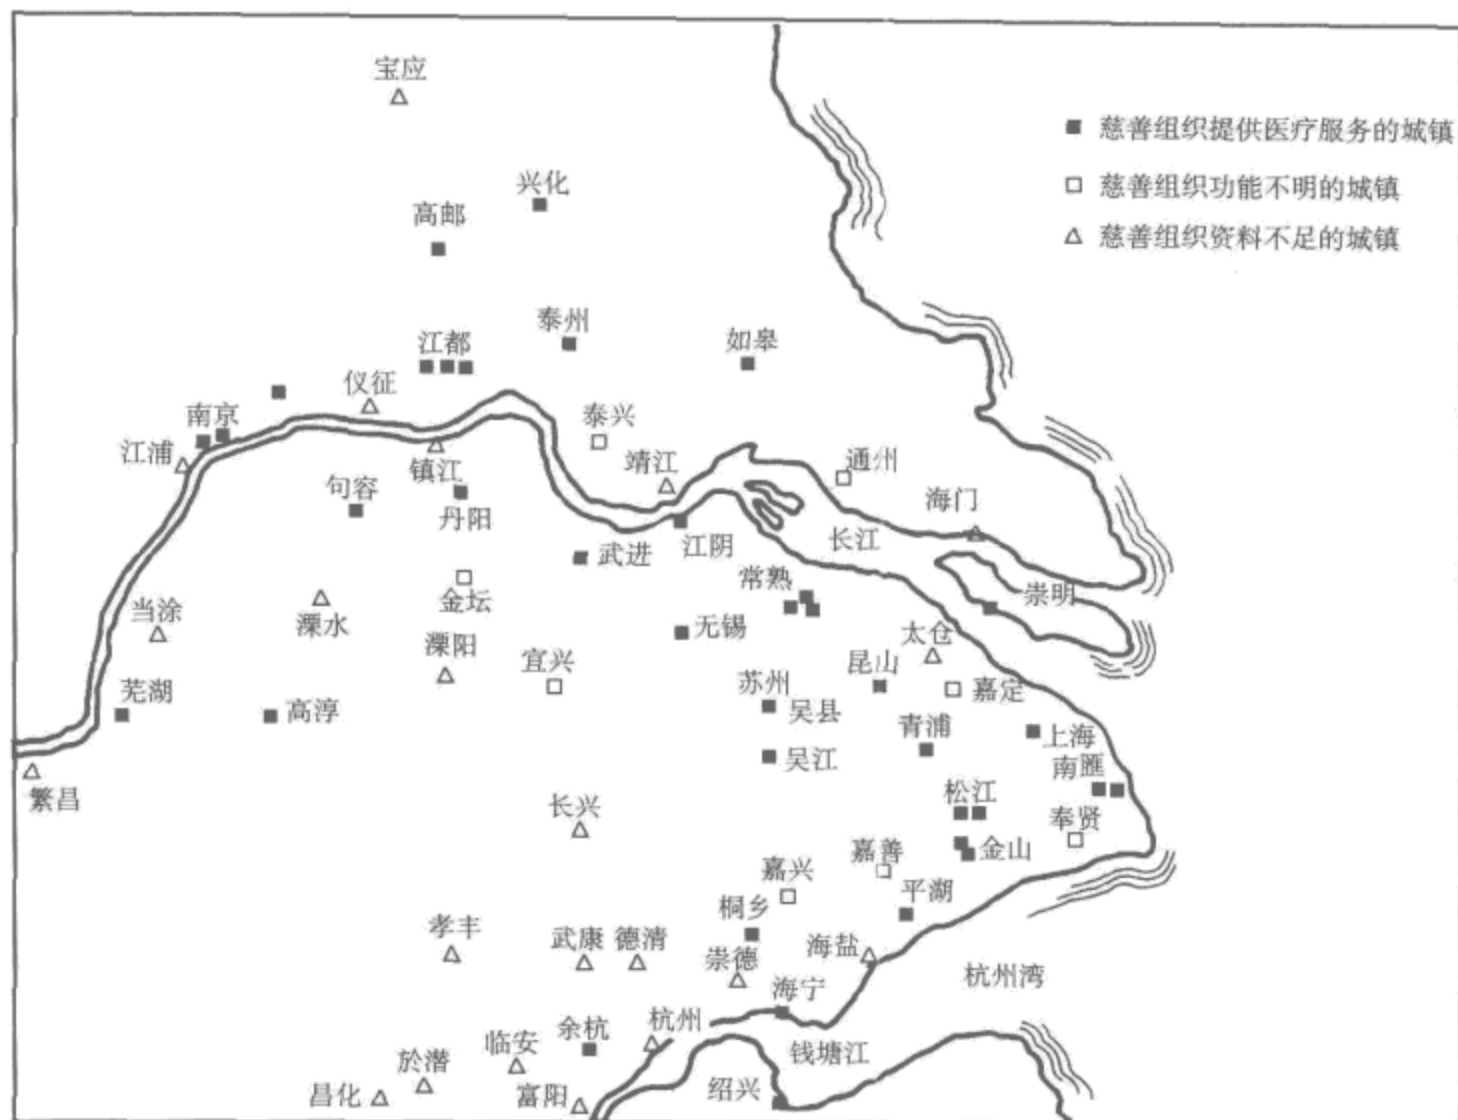 宝应
慈善组织提供医疗服务的城镇
兴化
慈善组织功能不明的城镇
高邮
慈善组织资料不足的城镇
泰州
江都
如皋
仪征
南京
泰兴
江浦
镇江
靖江
通州
句容
海门
丹阳
武进
江阴
长江
常熟
金坛
崇明
当涂
溧水
无锡
太仓
溧阳
宜兴
昆山
苏州
嘉定
芜湖
高淳
吴县
青浦
上海
吴江
南匯
繁昌
松江
长兴
奉贤
嘉善
金山
嘉兴
平湖
桐乡
孝丰
武康
德清
海盐
崇德
杭州湾
海宁
杭州
余杭
临安
钱塘江
於潜
绍兴
昌化
富阳